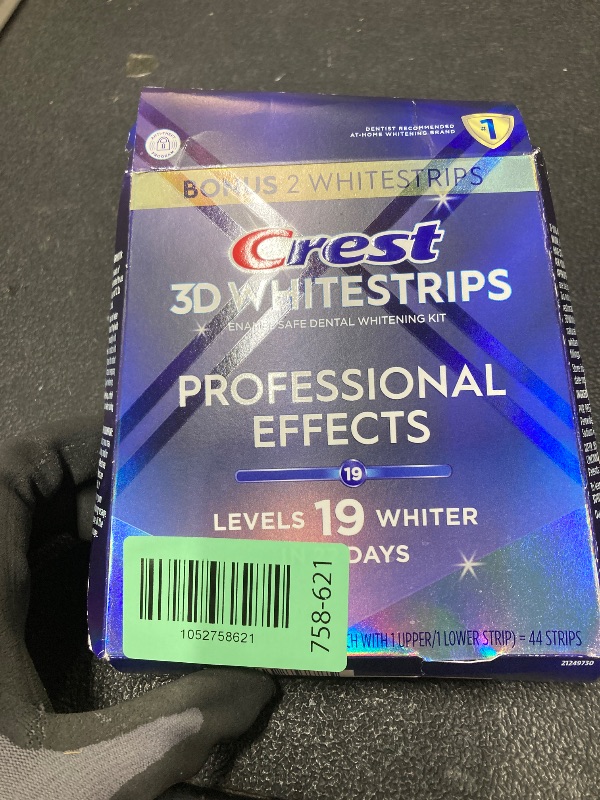 DENTIST RECOMMENDED
AT-HOME WHITENING BRAND
#1
BONUS 2 WHITESTRIPS
Crest
3D WHITESTRIPS
ENAMEL SAFE DENTAL WHITENING KIT
PROFESSIONAL
EFFECTS
19
LEVELS 19 WHITER
DAYS
1052758621
758-621
WITH 1 UPPER/1 LOWER STRIP) = 44 STRIPS
21249730